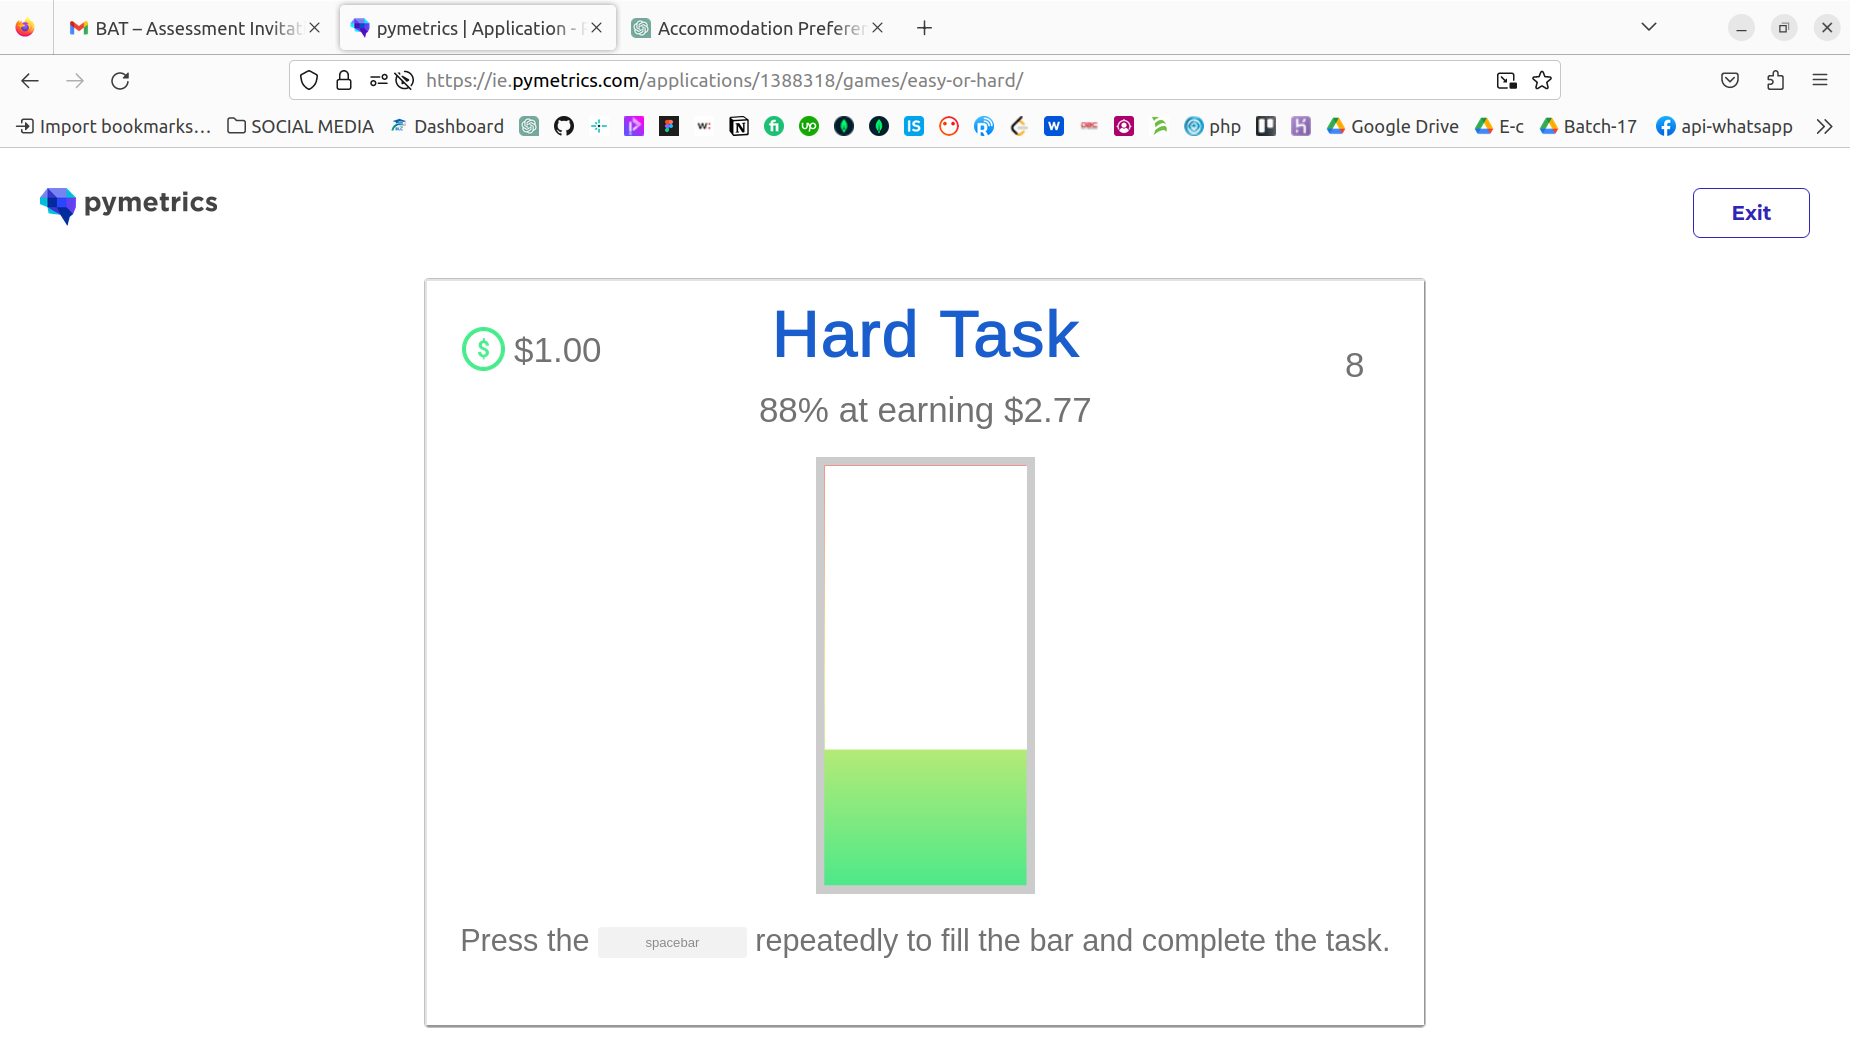 BAT – Assessment Invitat
pymetrics | Application -
Accommodation Preferer
https://ie.pymetrics.com/applications/1388318/games/easy-or-hard/
Import bookmarks... SOCIAL MEDIA Dashboard php Google Drive E-c Batch-17 api-whatsapp
pymetrics
Exit
$ $1.00
Hard Task
8
88% at earning $2.77
Press the spacebar repeatedly to fill the bar and complete the task.